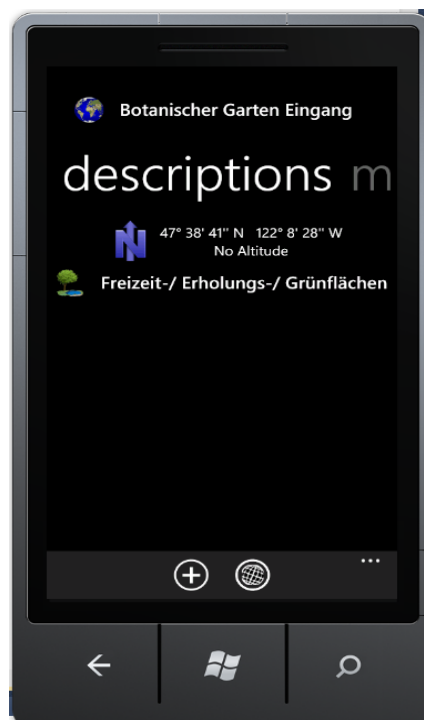 Botanischer Garten Eingang
descriptions m
47° 38' 41" N 122° 8' 28" W
No Altitude
Freizeit-/ Erholungs-/ Grünflächen